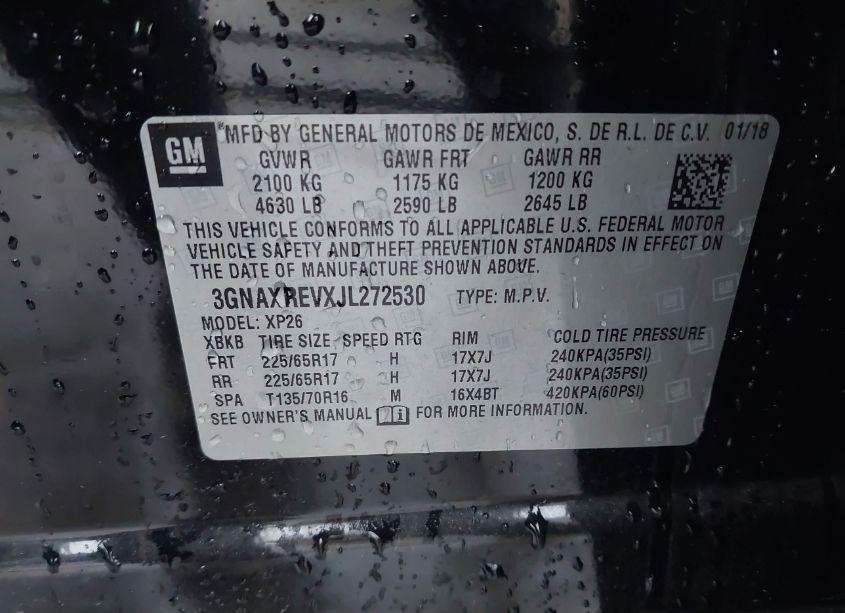 GM
*MFD BY GENERAL MOTORS DE MEXICO, S. DE R.L. DE C.V. 01/18
GVWR GAWR FRT GAWR RR
2100 KG 1175 KG 1200 KG
4630 LB 2590 LB 2645 LB
THIS VEHICLE CONFORMS TO ALL APPLICABLE U.S. FEDERAL MOTOR
VEHICLE SAFETY AND THEFT PREVENTION STANDARDS IN EFFECT ON
THE DATE OF MANUFACTURE SHOWN ABOVE.
3GNAXREVXJL272530 TYPE: M.P.V.
MODEL: XP26
XBKB TIRE SIZE SPEED RTG RIM COLD TIRE PRESSURE
FRT 225/65R17 H 17X7J 240KPA(35PSI)
RR 225/65R17 H 17X7J 240KPA(35PSI)
SPA T135/70R16 M 16X4BT 420KPA(60PSI)
SEE OWNER'S MANUAL FOR MORE INFORMATION.